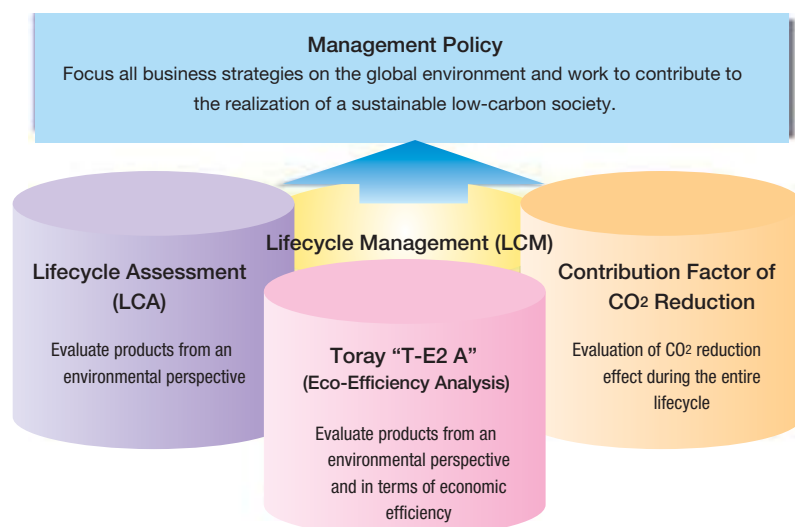 Management Policy
Focus all business strategies on the global environment and work to contribute to
the realization of a sustainable low-carbon society.
Lifecycle Management (LCM)
Lifecycle Assessment
(LCA)
Evaluate products from an
environmental perspective
Toray “T-E2 A”
(Eco-Efficiency Analysis)
Evaluate products from an
environmental perspective
and in terms of economic
efficiency
Contribution Factor of
CO² Reduction
Evaluation of CO² reduction
effect during the entire
lifecycle